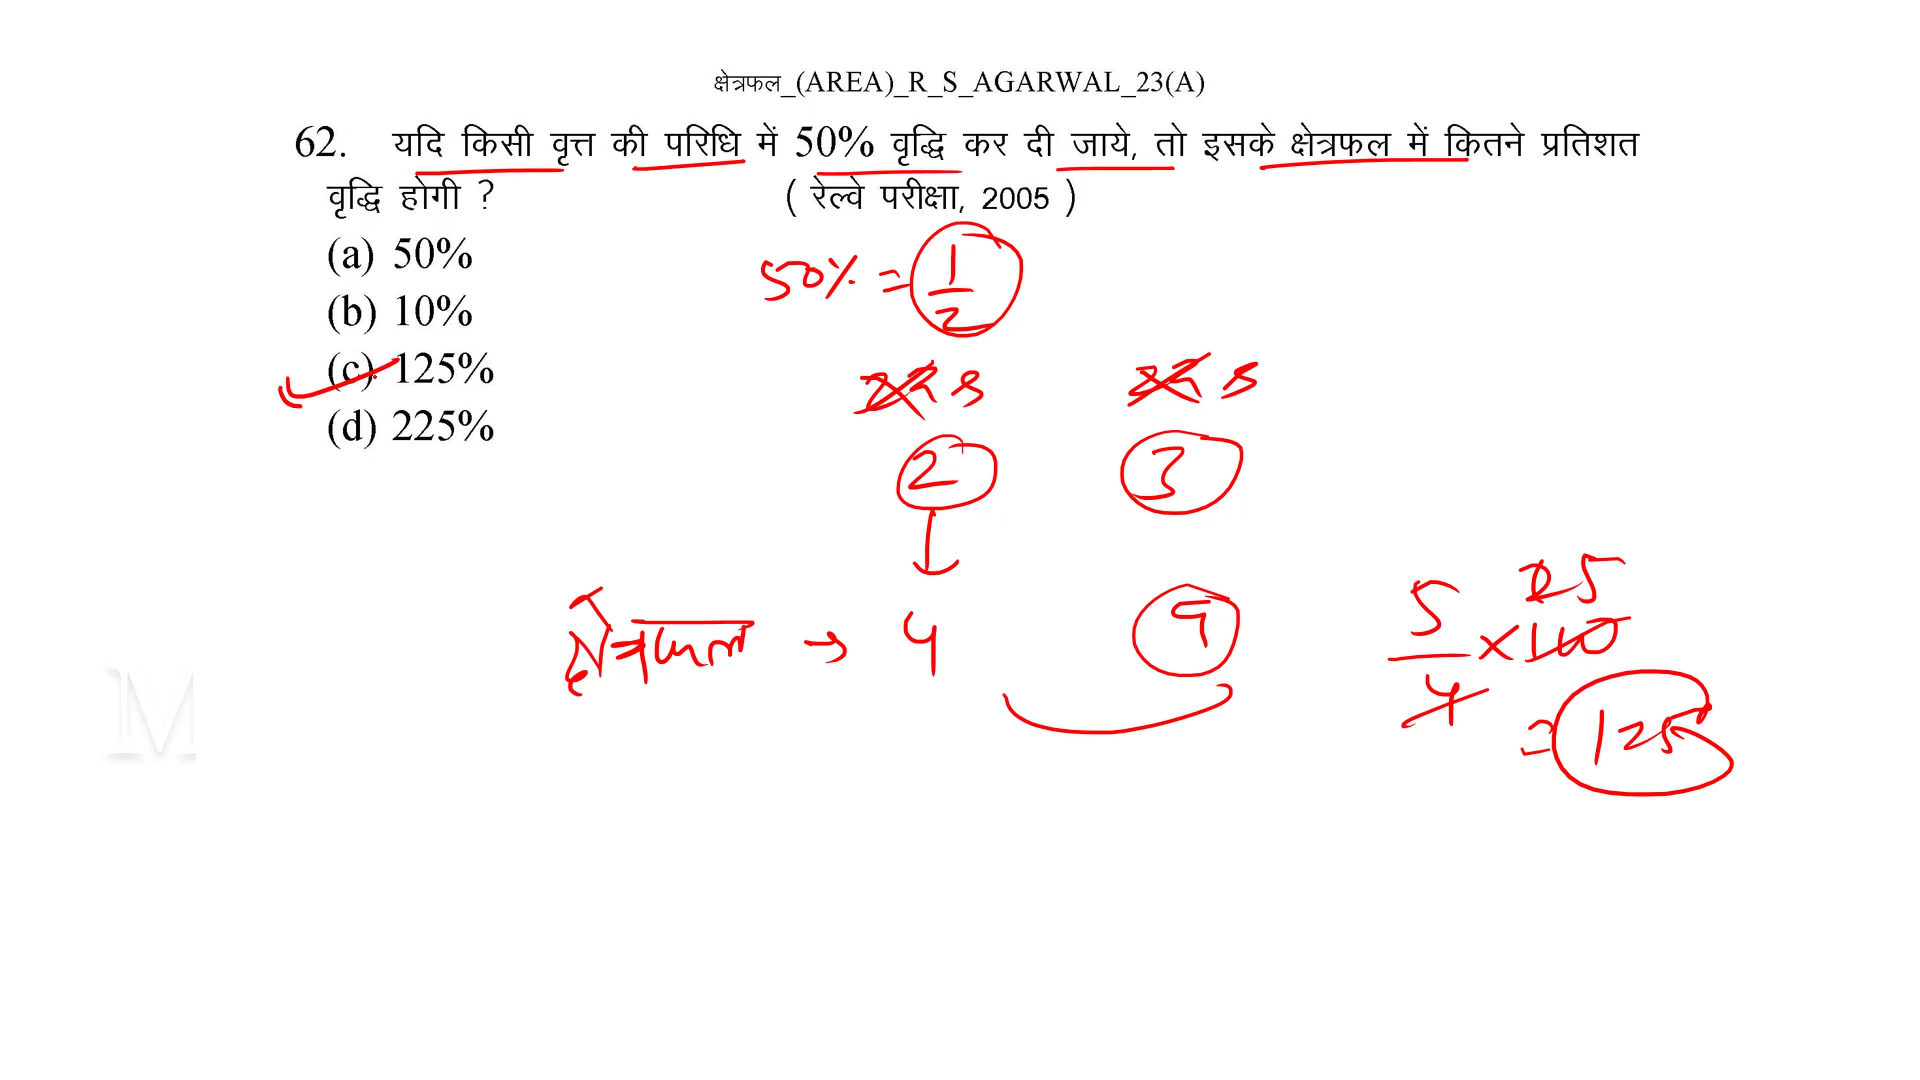 क्षेत्रफल_(AREA)_R_S_AGARWAL_23(A)
62. यदि किसी वृत्त की परिधि में 50% वृद्धि कर दी जाये, तो इसके क्षेत्रफल में कितने प्रतिशत
वृद्धि होगी ? ( रेल्वे परीक्षा, 2005 )
(a) 50%
(b) 10%
(c) 125%
(d) 225%
50% = 1/2
2 3
क्षेत्रफल → 4 9
5/4 × 100 25
= 125
M